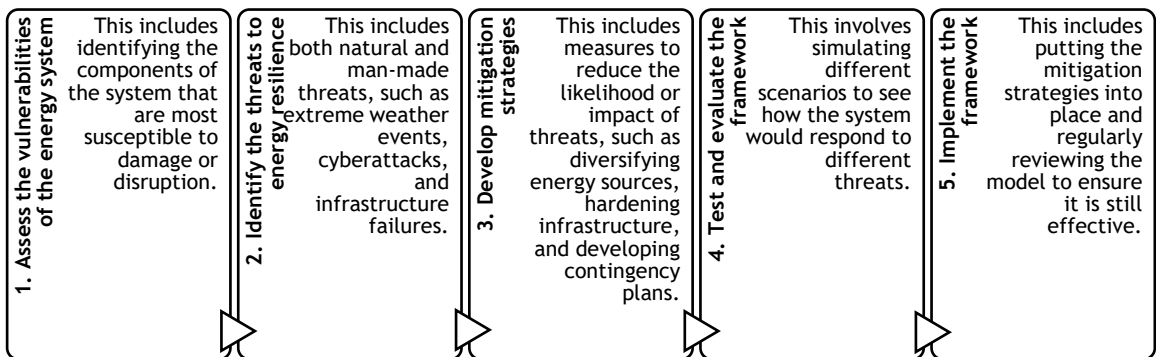 1. Assess the vulnerabilities
of the energy system
This includes
identifying the
components of
the system that
are most
susceptible to
damage or
disruption.
2. Identify the threats to
energy resilience
This includes
both natural and
man-made
threats, such as
extreme weather
events,
cyberattacks,
and
infrastructure
failures.
3. Develop mitigation
strategies
This includes
measures to
reduce the
likelihood or
impact of
threats, such as
diversifying
energy sources,
hardening
infrastructure,
and developing
contingency
plans.
4. Test and evaluate the
framework
This involves
simulating
different
scenarios to see
how the system
would respond to
different
threats.
5. Implement the
framework
This includes
putting the
mitigation
strategies into
place and
regularly
reviewing the
model to ensure
it is still
effective.